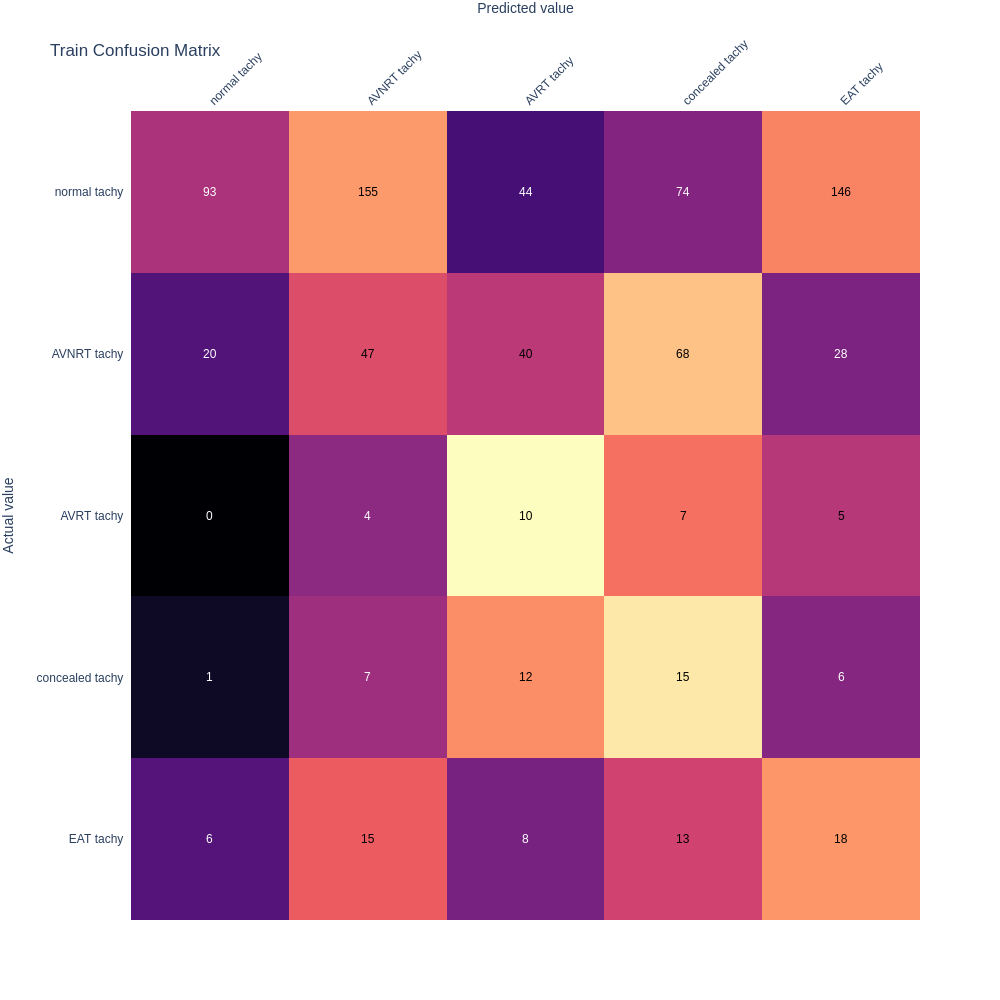 Predicted value
Train Confusion Matrix
normal tachy AVNRT tachy AVRT tachy concealed tachy EAT tachy
normal tachy 93 155 44 74 146
AVNRT tachy 20 47 40 68 28
Actual value
AVRT tachy 0 4 10 7 5
concealed tachy 1 7 12 15 6
EAT tachy 6 15 8 13 18